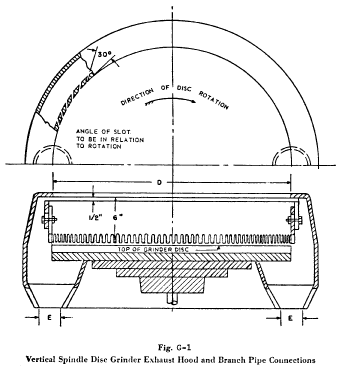 30°
DIRECTION OF DISC ROTATION
ANGLE OF SLOT
TO BE IN RELATION
TO ROTATION
D
1/2" 6"
TOP OF GRINDER DISC
E E
Fig. G-1
Vertical Spindle Disc Grinder Exhaust Hood and Branch Pipe Connections